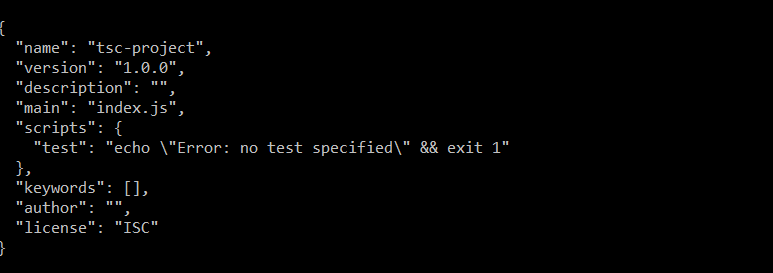 {
  "name": "tsc-project",
  "version": "1.0.0",
  "description": "",
  "main": "index.js",
  "scripts": {
    "test": "echo \"Error: no test specified\" && exit 1"
  },
  "keywords": [],
  "author": "",
  "license": "ISC"
}